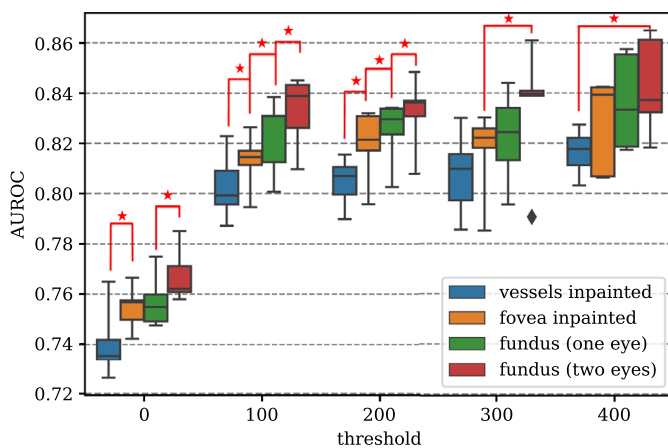 0.86
0.84
0.82
0.80
0.78
0.76
0.74
0.72
AUROC
vessels inpainted
fovea inpainted
fundus (one eye)
fundus (two eyes)
0 100 200 300 400
threshold